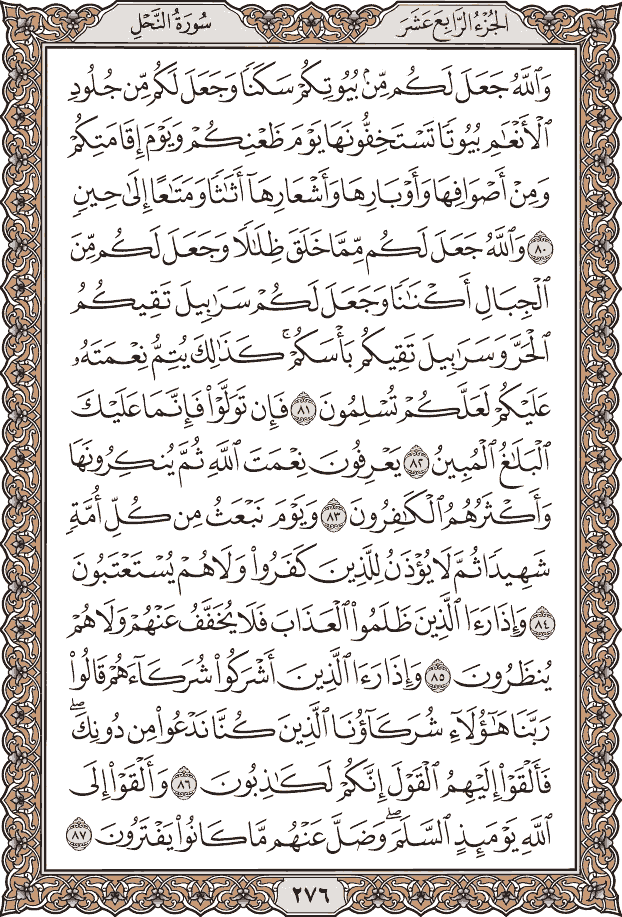 الجُزْءُ الرَّابِعَ عَشَرَ
سُورَةُ النَّحْلِ
وَٱللَّهُ جَعَلَ لَكُم مِّنۢ بُيُوتِكُمْ سَكَنًا وَجَعَلَ لَكُم مِّن جُلُودِ
ٱلْأَنْعَٰمِ بُيُوتًا تَسْتَخِفُّونَهَا يَوْمَ ظَعْنِكُمْ وَيَوْمَ إِقَامَتِكُمْ
وَمِنْ أَصْوَافِهَا وَأَوْبَارِهَا وَأَشْعَارِهَآ أَثَٰثًا وَمَتَٰعًا إِلَىٰ حِينٍ
٨٠ وَٱللَّهُ جَعَلَ لَكُم مِّمَّا خَلَقَ ظِلَٰلًا وَجَعَلَ لَكُم مِّنَ
ٱلْجِبَالِ أَكْنَٰنًا وَجَعَلَ لَكُمْ سَرَٰبِيلَ تَقِيكُمُ
ٱلْحَرَّ وَسَرَٰبِيلَ تَقِيكُم بَأْسَكُمْ ۚ كَذَٰلِكَ يُتِمُّ نِعْمَتَهُۥ
عَلَيْكُمْ لَعَلَّكُمْ تُسْلِمُونَ ٨١ فَإِن تَوَلَّوْا۟ فَإِنَّمَا عَلَيْكَ
ٱلْبَلَٰغُ ٱلْمُبِينُ ٨٢ يَعْرِفُونَ نِعْمَتَ ٱللَّهِ ثُمَّ يُنكِرُونَهَا
وَأَكْثَرُهُمُ ٱلْكَٰفِرُونَ ٨٣ وَيَوْمَ نَبْعَثُ مِن كُلِّ أُمَّةٍ
شَهِيدًا ثُمَّ لَا يُؤْذَنُ لِلَّذِينَ كَفَرُوا۟ وَلَا هُمْ يُسْتَعْتَبُونَ
٨٤ وَإِذَا رَءَا ٱلَّذِينَ ظَلَمُوا۟ ٱلْعَذَابَ فَلَا يُخَفَّفُ عَنْهُمْ وَلَا هُمْ
يُنظَرُونَ ٨٥ وَإِذَا رَءَا ٱلَّذِينَ أَشْرَكُوا۟ شُرَكَآءَهُمْ قَالُوا۟
رَبَّنَا هَٰٓؤُلَآءِ شُرَكَآؤُنَا ٱلَّذِينَ كُنَّا نَدْعُوا۟ مِن دُونِكَ ۖ
فَأَلْقَوْا۟ إِلَيْهِمُ ٱلْقَوْلَ إِنَّكُمْ لَكَٰذِبُونَ ٨٦ وَأَلْقَوْا۟ إِلَى
ٱللَّهِ يَوْمَئِذٍ ٱلسَّلَمَ ۖ وَضَلَّ عَنْهُم مَّا كَانُوا۟ يَفْتَرُونَ ٨٧
٢٧٦